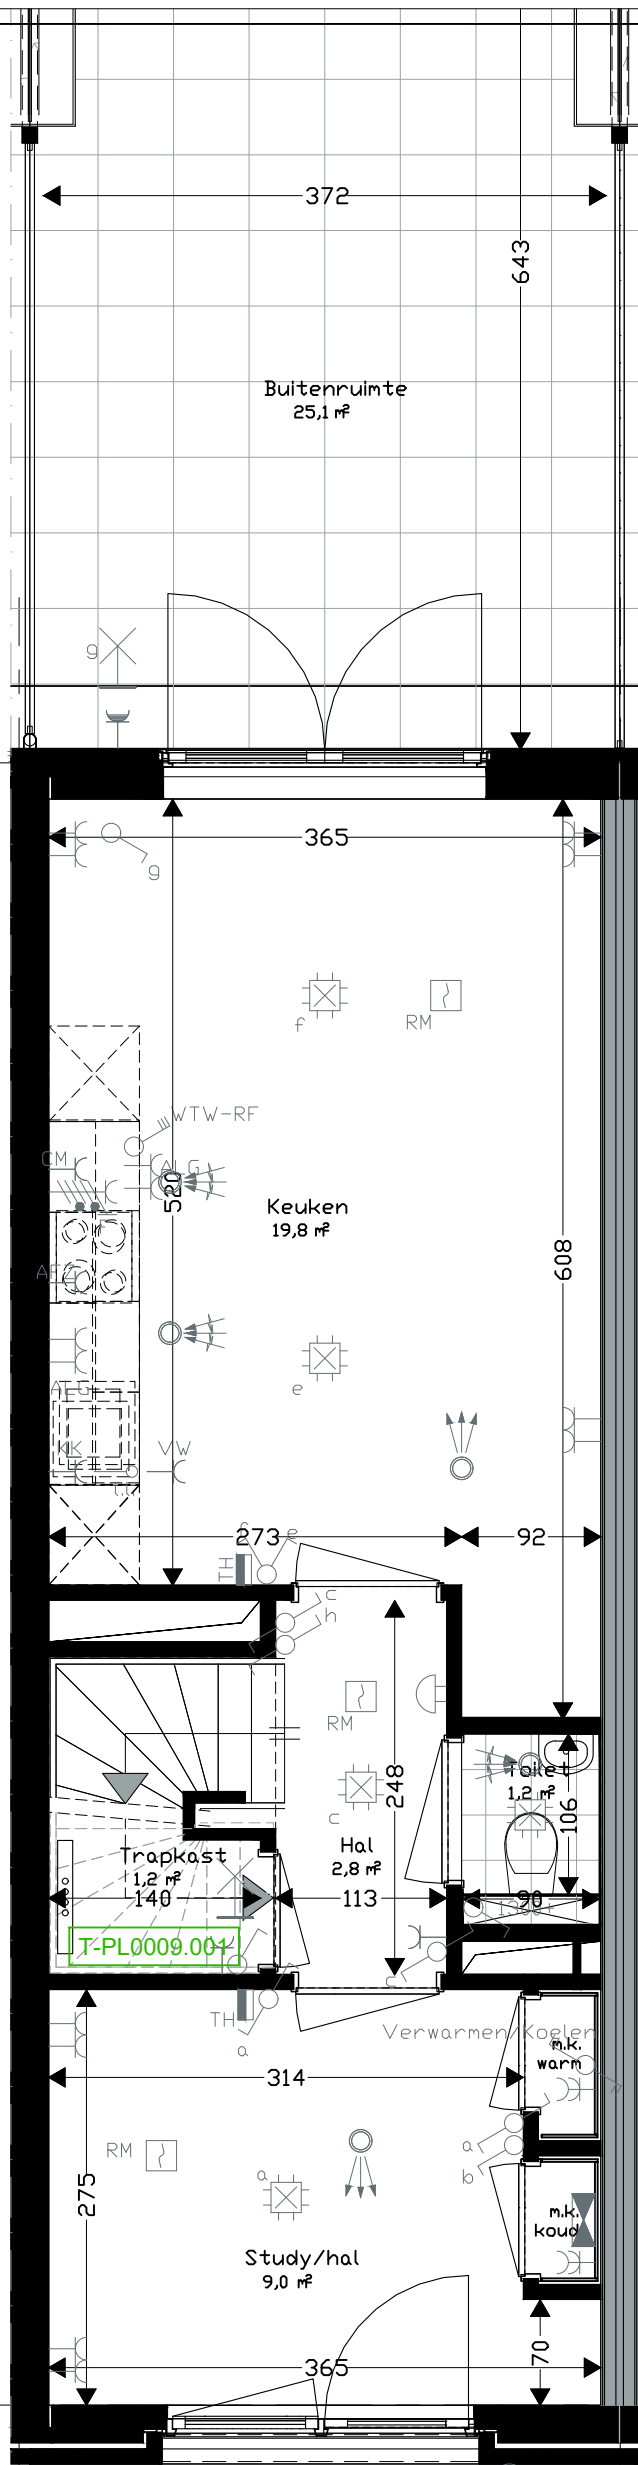 372
643
Buitenruimte
25,1 m²
g
365
g
f
RM
WTW-RF
CM
ALG
520
Keuken
19,8 m²
608
AFZ
e
ALG
KK
VW
273
92
e
TH
c
h
RM
248
c
Toilet
1,2 m²
106
Hal
2,8 m²
Trapkast
1,2 m²
140
113
90
T-PL0009.001
c
TH
a
Verwarmen/Koelen
m.k.
warm
314
RM
a
a
b
275
m.k.
koud
Study/hal
9,0 m²
70
365